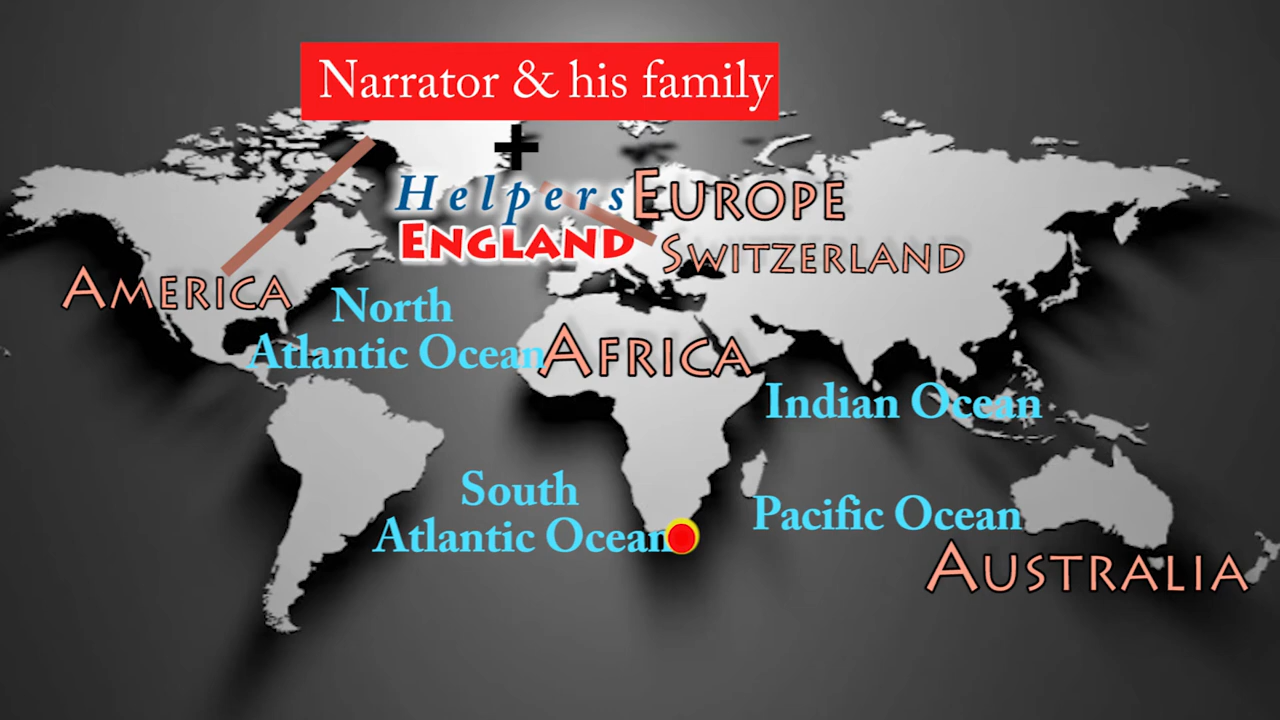 Narrator & his family
+
Helpers
ENGLAND
EUROPE
SWITZERLAND
AMERICA
North
Atlantic Ocean
AFRICA
Indian Ocean
South
Atlantic Ocean
Pacific Ocean
AUSTRALIA